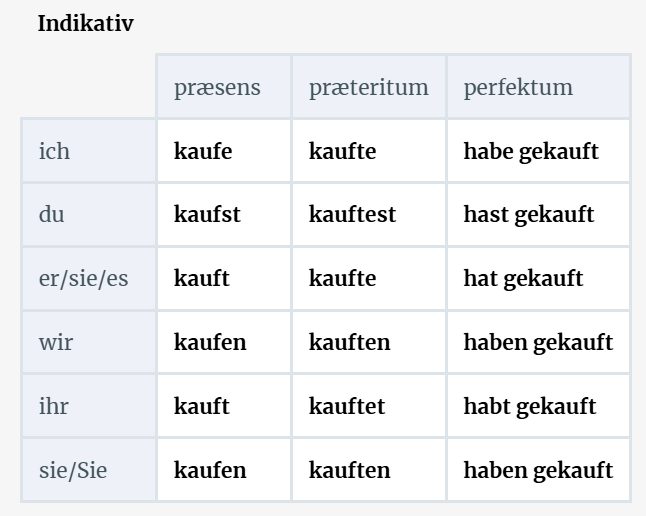 Indikativ
præsens præteritum perfektum
ich kaufe kaufte habe gekauft
du kaufst kauftest hast gekauft
er/sie/es kauft kaufte hat gekauft
wir kaufen kauften haben gekauft
ihr kauft kauftet habt gekauft
sie/Sie kaufen kauften haben gekauft